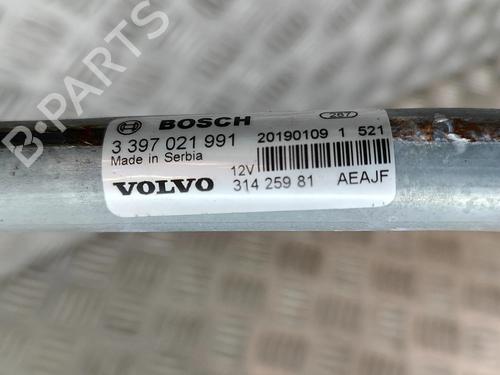 BOSCH
267
3 397 021 991
20190109 1 521
Made in Serbia
12V
VOLVO
314 259 81
AEAJF
B-PARTS